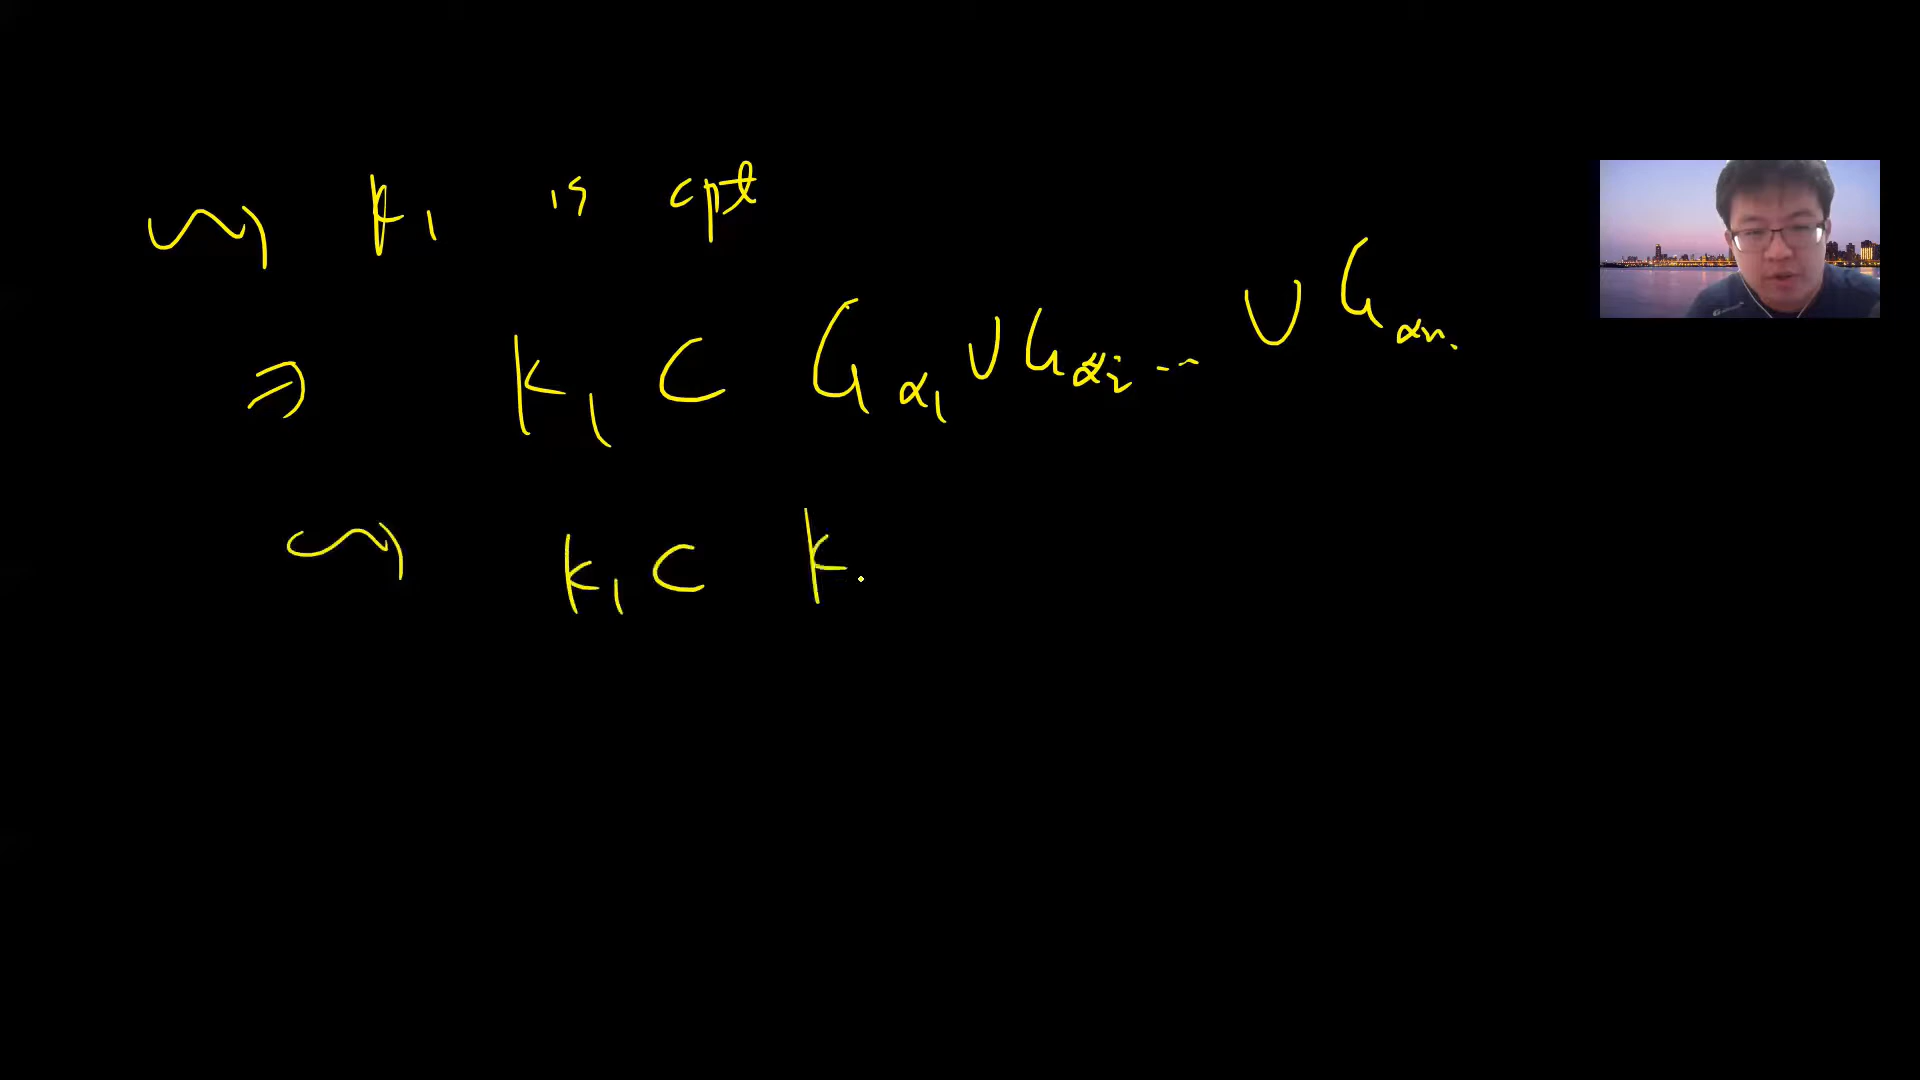 ⇝ K₁ is cpt
⇒ K₁ ⊂ G_α₁ ∪ G_α₂ ... ∪ G_αn.
⇝ K₁ ⊂ K